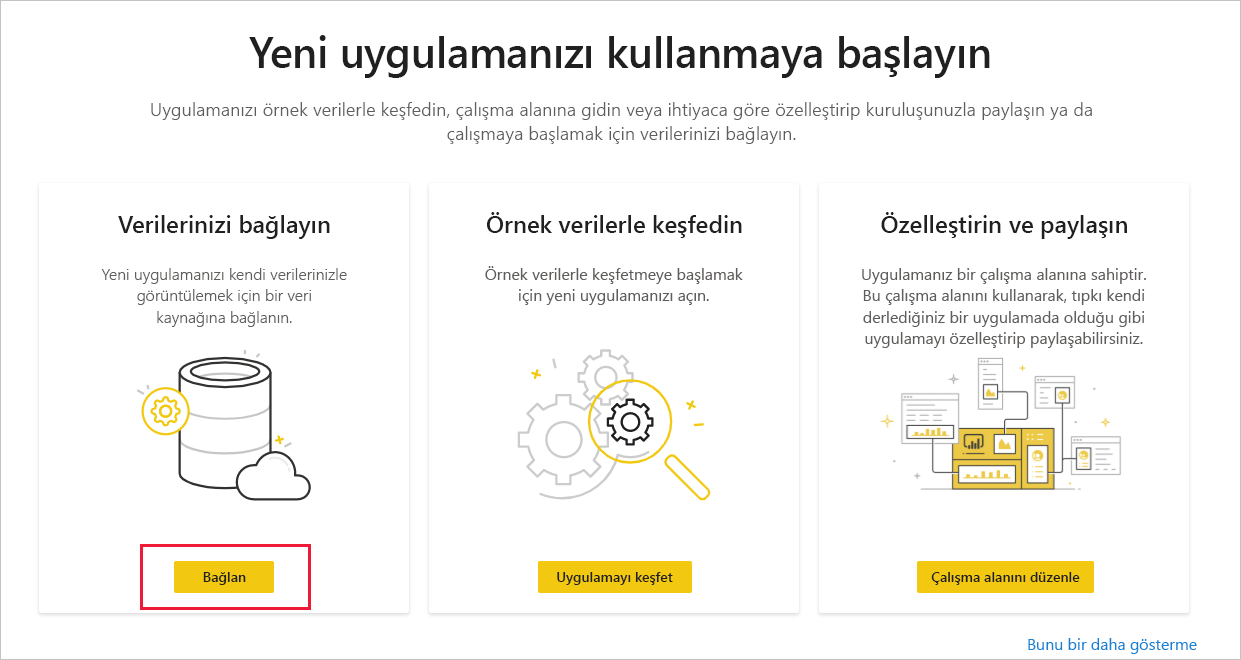 Yeni uygulamanızı kullanmaya başlayın
Uygulamanızı örnek verilerle keşfedin, çalışma alanına gidin veya ihtiyaca göre özelleştirip kuruluşunuzla paylaşın ya da
çalışmaya başlamak için verilerinizi bağlayın.
Verilerinizi bağlayın
Yeni uygulamanızı kendi verilerinizle
görüntülemek için bir veri
kaynağına bağlanın.
Bağlan
Örnek verilerle keşfedin
Örnek verilerle keşfetmeye başlamak
için yeni uygulamanızı açın.
Uygulamayı keşfet
Özelleştirin ve paylaşın
Uygulamanız bir çalışma alanına sahiptir.
Bu çalışma alanını kullanarak, tıpkı kendi
derlediğiniz bir uygulamada olduğu gibi
uygulamayı özelleştirip paylaşabilirsiniz.
Çalışma alanını düzenle
Bunu bir daha gösterme